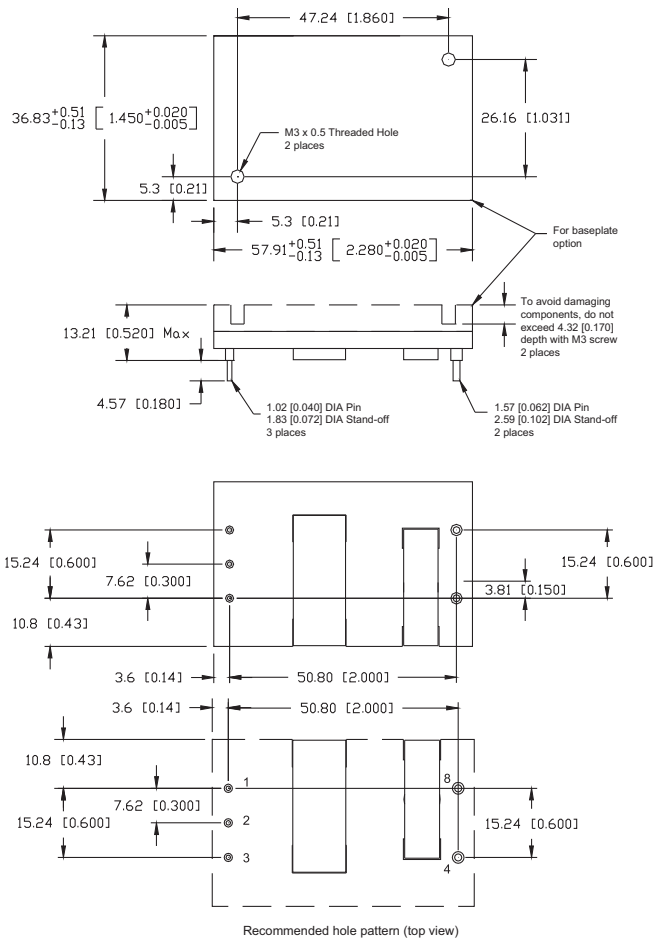 47.24 [1.860]
36.83+0.51 -0.13 [ 1.450+0.020 -0.005 ]
26.16 [1.031]
M3 x 0.5 Threaded Hole
2 places
5.3 [0.21]
5.3 [0.21]
57.91+0.51 -0.13 [ 2.280+0.020 -0.005 ]
For baseplate
option
13.21 [0.520] Max
To avoid damaging
components, do not
exceed 4.32 [0.170]
depth with M3 screw
2 places
4.57 [0.180]
1.02 [0.040] DIA Pin
1.83 [0.072] DIA Stand-off
3 places
1.57 [0.062] DIA Pin
2.59 [0.102] DIA Stand-off
2 places
15.24 [0.600]
7.62 [0.300]
15.24 [0.600]
3.81 [0.150]
10.8 [0.43]
3.6 [0.14]
50.80 [2.000]
3.6 [0.14]
50.80 [2.000]
10.8 [0.43]
1
8
7.62 [0.300]
2
15.24 [0.600]
15.24 [0.600]
3
4
Recommended hole pattern (top view)